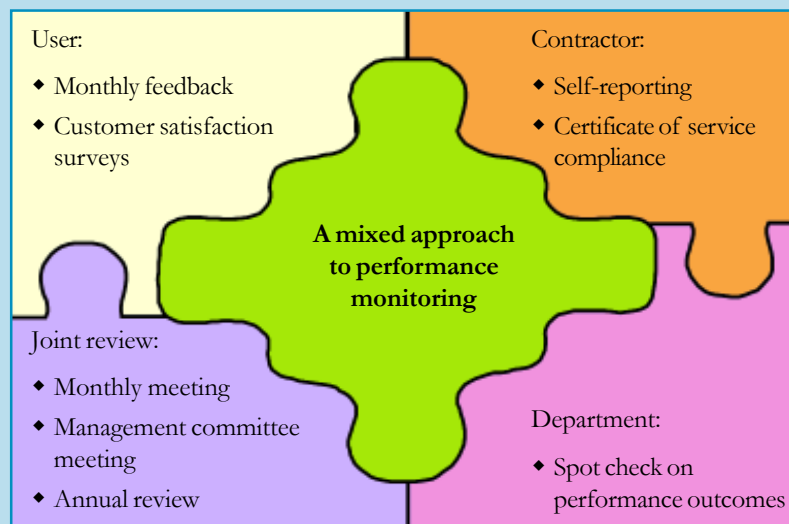 User:
◆ Monthly feedback
◆ Customer satisfaction
surveys
Contractor:
◆ Self-reporting
◆ Certificate of service
compliance
A mixed approach
to performance
monitoring
Joint review:
◆ Monthly meeting
◆ Management committee
meeting
◆ Annual review
Department:
◆ Spot check on
performance outcomes